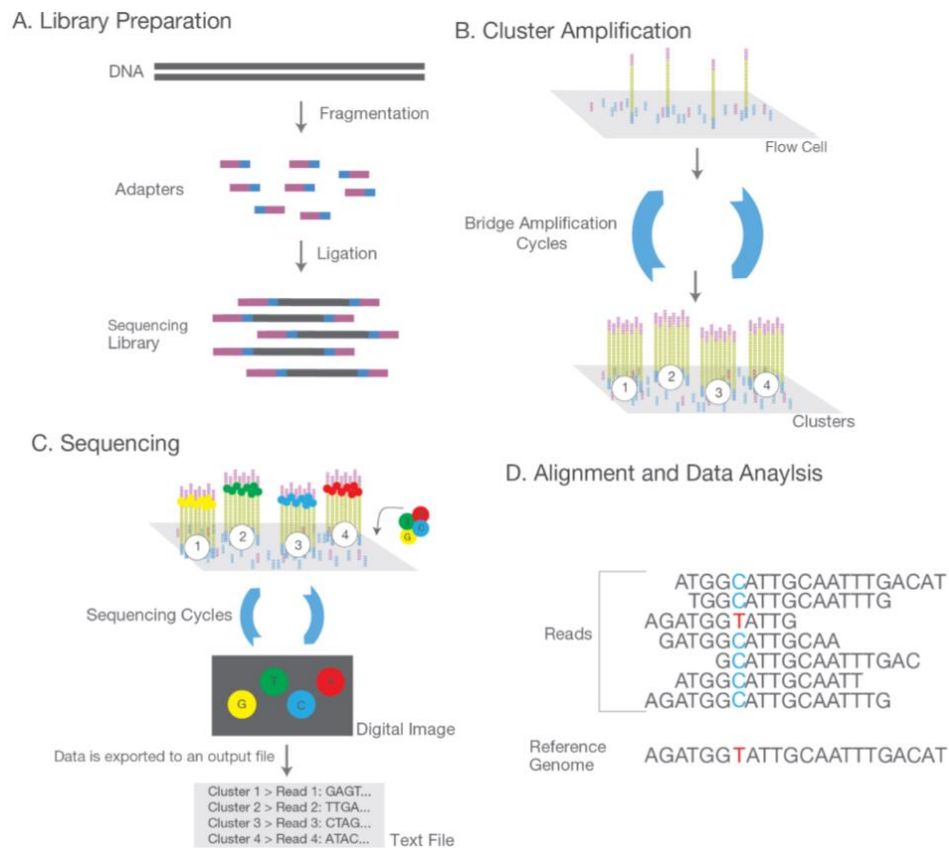 A. Library Preparation
DNA
Fragmentation
Adapters
Ligation
Sequencing
Library
B. Cluster Amplification
Flow Cell
Bridge Amplification
Cycles
1
2
3
4
Clusters
C. Sequencing
1
2
3
4
G
C
Sequencing Cycles
G
T
C
A
Digital Image
Data is exported to an output file
Cluster 1 > Read 1: GAGT...
Cluster 2 > Read 2: TTGA...
Cluster 3 > Read 3: CTAG...
Cluster 4 > Read 4: ATAC...
Text File
D. Alignment and Data Anaylsis
Reads
ATGGCATTGCAATTTGACAT
TGGCATTGCAATTTG
AGATGGTATTG
GATGGCATTGCAA
GCATTGCAATTTGAC
ATGGCATTGCAATT
AGATGGCATTGCAATTTG
Reference
Genome
AGATGGTATTGCAATTTGACAT